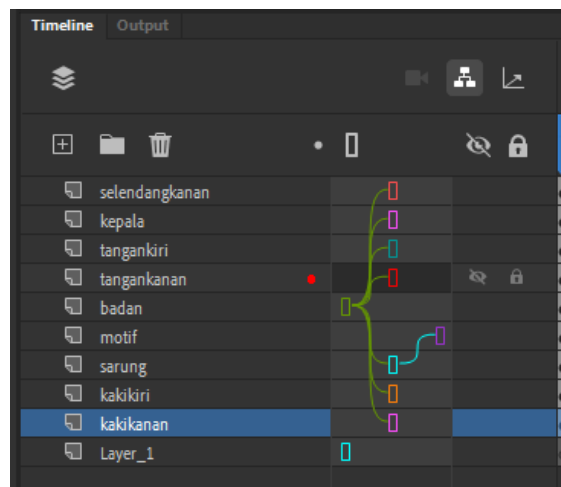 Timeline Output
selendangkanan
kepala
tangankiri
tangankanan
badan
motif
sarung
kakikiri
kakikanan
Layer_1